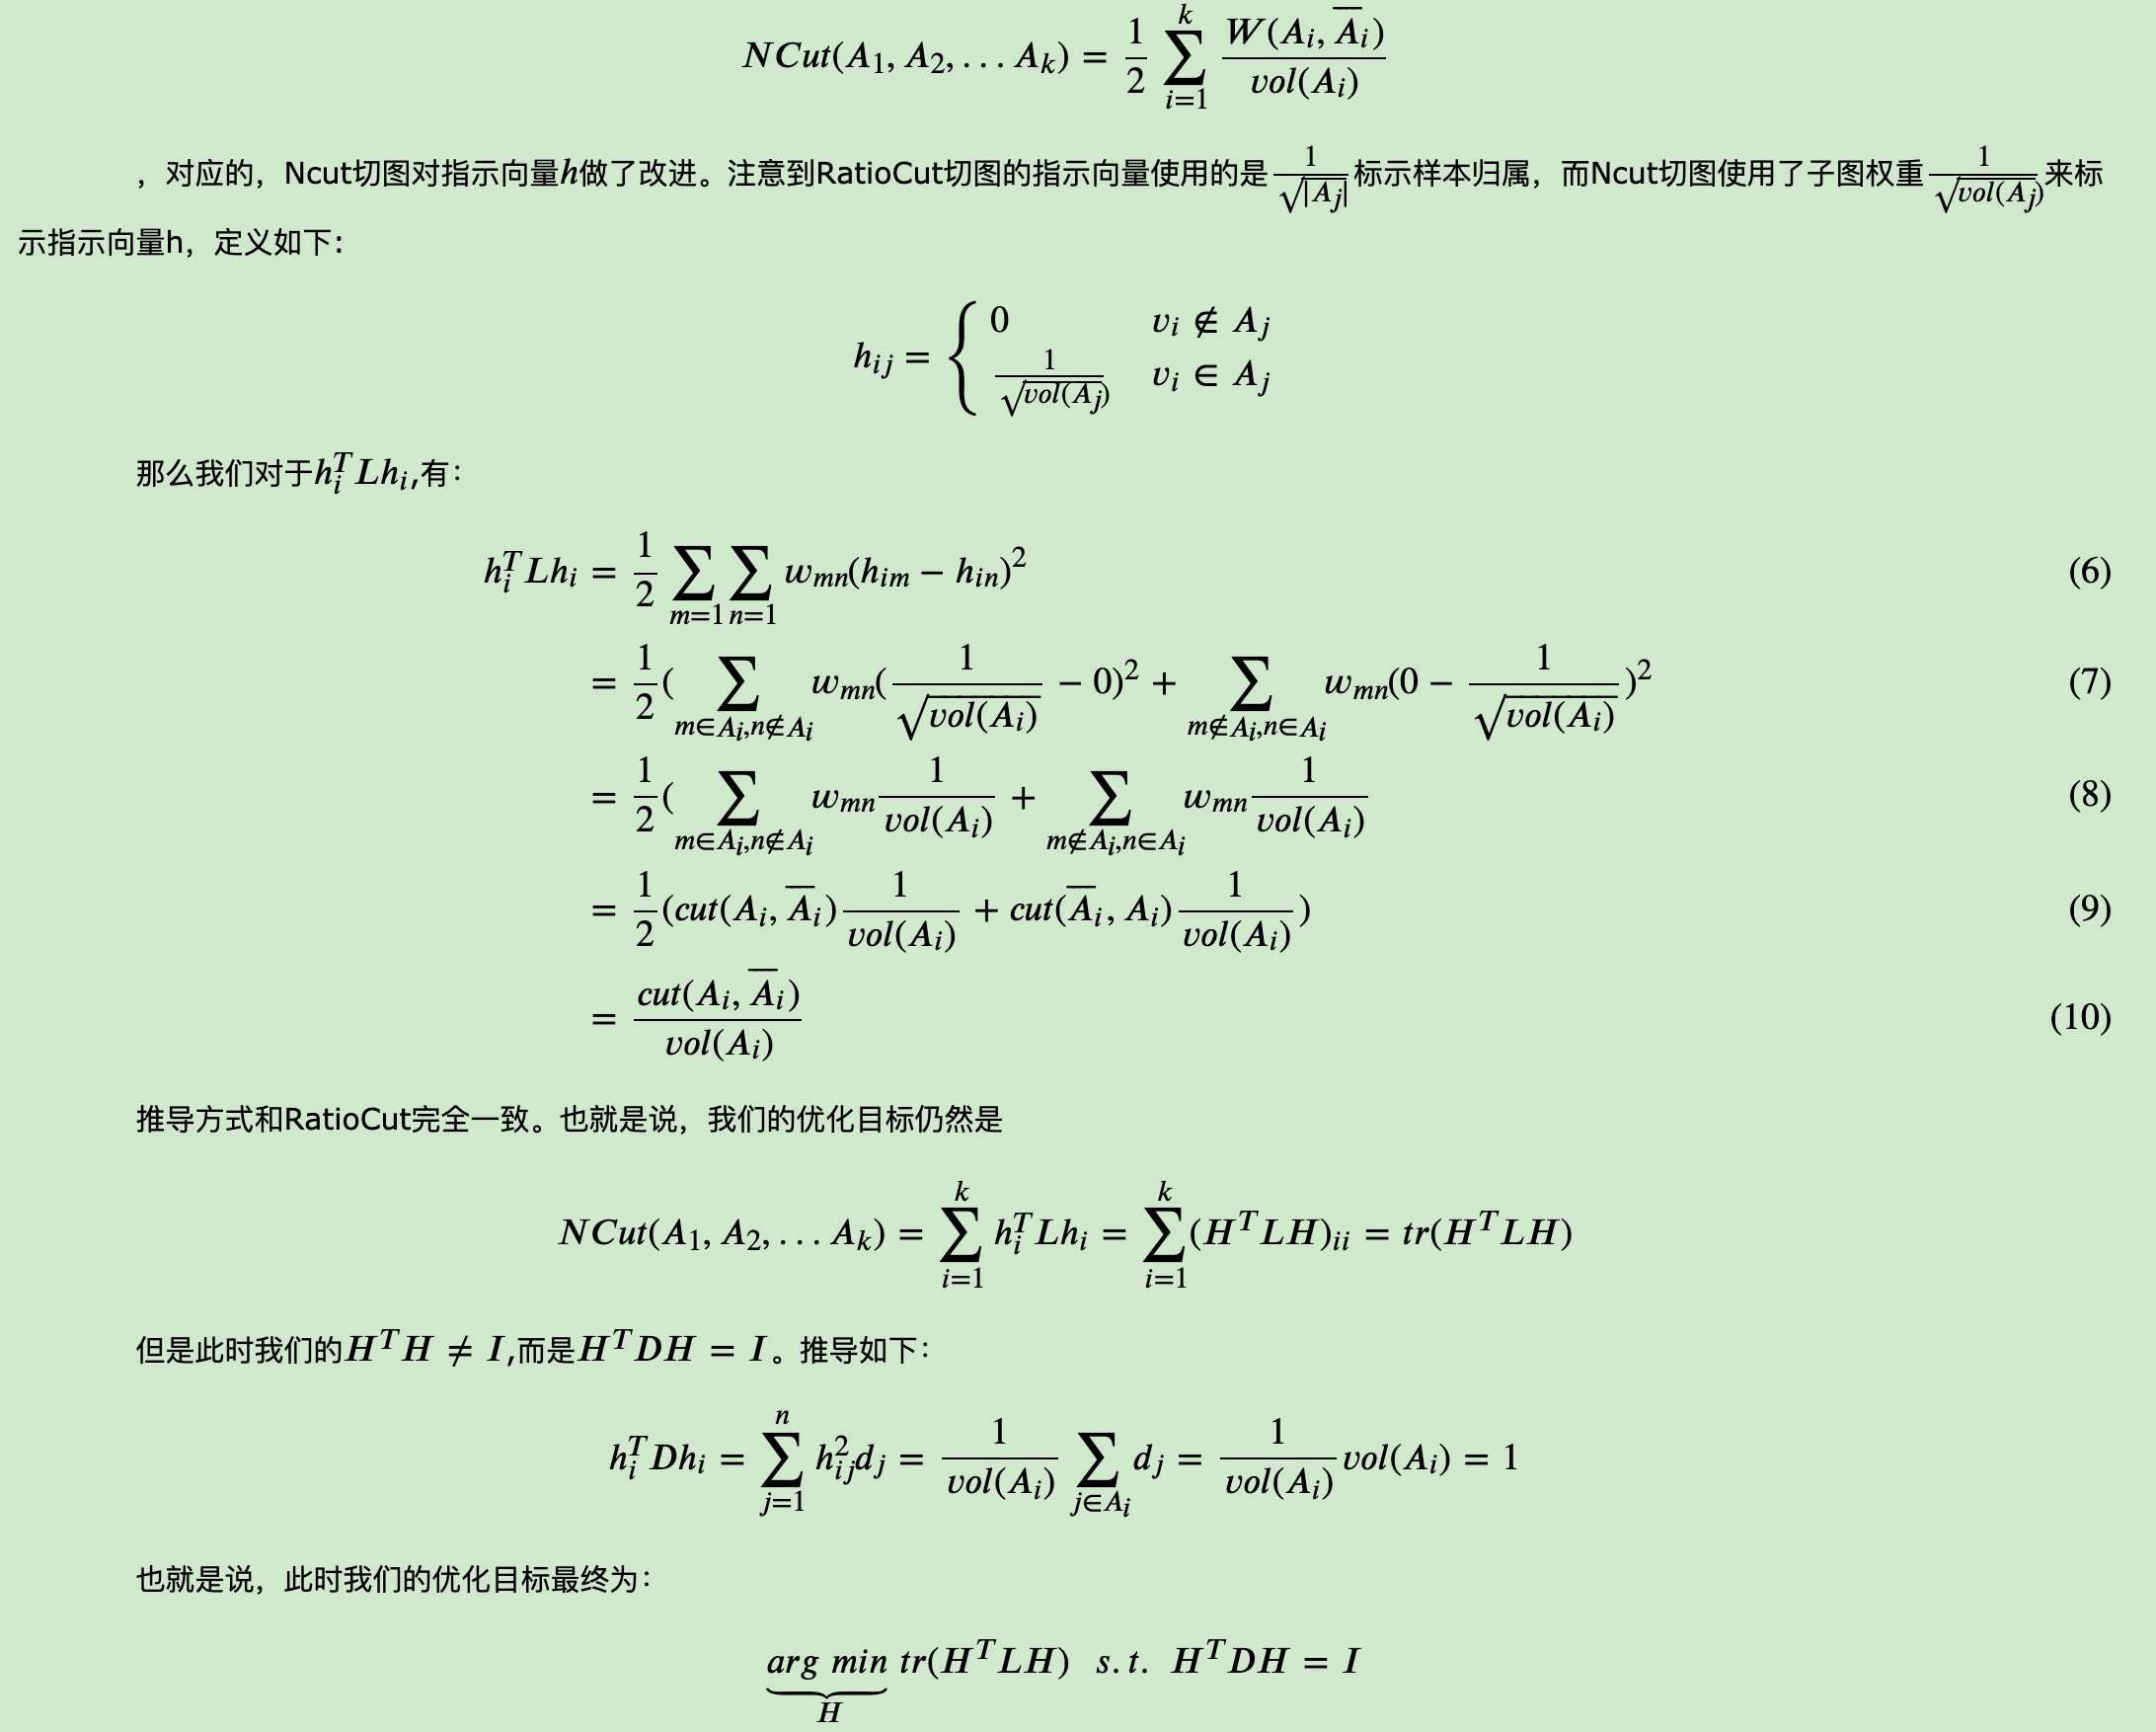 $NCut(A_1, A_2, \ldots A_k) = \frac{1}{2} \sum_{i=1}^{k} \frac{W(A_i, \overline{A}_i)}{vol(A_i)}$
，对应的，Ncut切图对指示向量$h$做了改进。注意到RatioCut切图的指示向量使用的是$\frac{1}{\sqrt{|A_j|}}$标示样本归属，而Ncut切图使用了子图权重$\frac{1}{\sqrt{vol(A_j)}}$来标
示指示向量h，定义如下：
$h_{ij} = \begin{cases} 0 & v_i \notin A_j \\ \frac{1}{\sqrt{vol(A_j)}} & v_i \in A_j \end{cases}$
那么我们对于$h_i^T L h_i$,有：
$h_i^T L h_i = \frac{1}{2} \sum_{m=1} \sum_{n=1} w_{mn}(h_{im} - h_{in})^2$ (6)
$= \frac{1}{2}(\sum_{m \in A_i, n \notin A_i} w_{mn}(\frac{1}{\sqrt{vol(A_i)}} - 0)^2 + \sum_{m \notin A_i, n \in A_i} w_{mn}(0 - \frac{1}{\sqrt{vol(A_i)}})^2$ (7)
$= \frac{1}{2}(\sum_{m \in A_i, n \notin A_i} w_{mn} \frac{1}{vol(A_i)} + \sum_{m \notin A_i, n \in A_i} w_{mn} \frac{1}{vol(A_i)}$ (8)
$= \frac{1}{2}(cut(A_i, \overline{A}_i) \frac{1}{vol(A_i)} + cut(\overline{A}_i, A_i) \frac{1}{vol(A_i)})$ (9)
$= \frac{cut(A_i, \overline{A}_i)}{vol(A_i)}$ (10)
推导方式和RatioCut完全一致。也就是说，我们的优化目标仍然是
$NCut(A_1, A_2, \ldots A_k) = \sum_{i=1}^{k} h_i^T L h_i = \sum_{i=1}^{k} (H^T L H)_{ii} = tr(H^T L H)$
但是此时我们的$H^T H \neq I$,而是$H^T D H = I$。推导如下：
$h_i^T D h_i = \sum_{j=1}^{n} h_{ij}^2 d_j = \frac{1}{vol(A_i)} \sum_{j \in A_i} d_j = \frac{1}{vol(A_i)} vol(A_i) = 1$
也就是说，此时我们的优化目标最终为：
$\underbrace{arg\ min}_{H}\ tr(H^T L H)\ \ s.t.\ \ H^T D H = I$